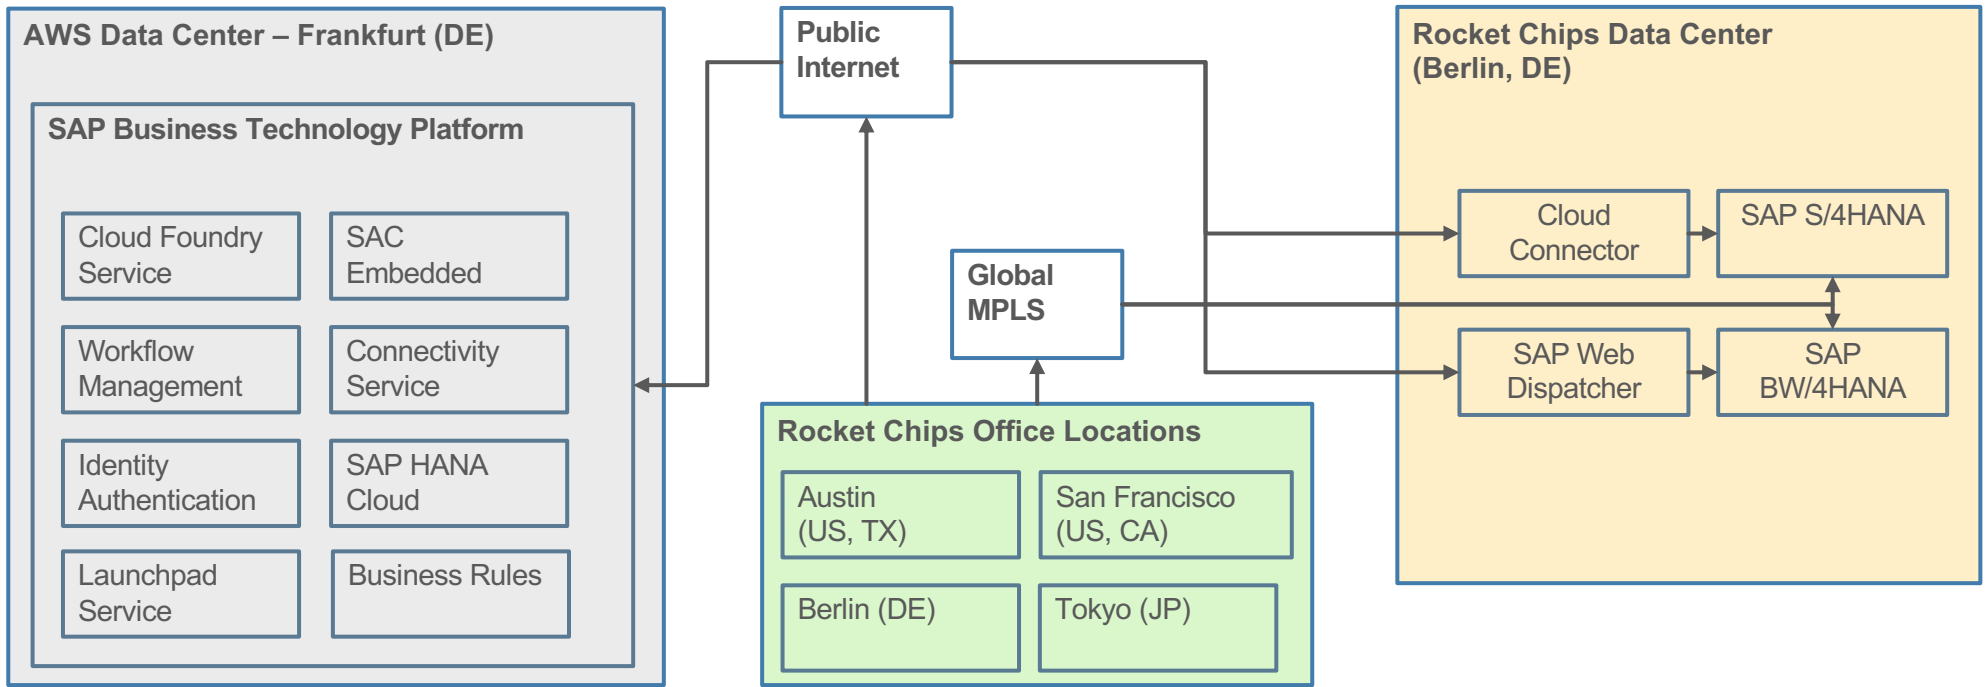 AWS Data Center – Frankfurt (DE)
SAP Business Technology Platform
Cloud Foundry
Service
SAC
Embedded
Workflow
Management
Connectivity
Service
Identity
Authentication
SAP HANA
Cloud
Launchpad
Service
Business Rules
Public
Internet
Global
MPLS
Rocket Chips Office Locations
Austin
(US, TX)
San Francisco
(US, CA)
Berlin (DE)
Tokyo (JP)
Rocket Chips Data Center
(Berlin, DE)
Cloud
Connector
SAP S/4HANA
SAP Web
Dispatcher
SAP
BW/4HANA